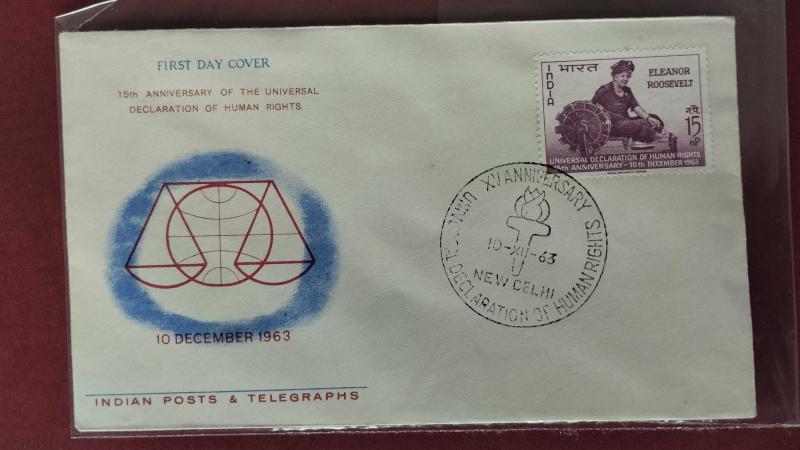 FIRST DAY COVER
15th ANNIVERSARY OF THE UNIVERSAL
DECLARATION OF HUMAN RIGHTS.
10 DECEMBER 1963
INDIAN POSTS & TELEGRAPHS
भारत
INDIA
ELEANOR
ROOSEVELT
न.पै.
15
nP
UNIVERSAL DECLARATION OF HUMAN RIGHTS
15th ANNIVERSARY - 10th DECEMBER 1963
XV ANNIVERSARY
UNIVERSAL DECLARATION OF HUMAN RIGHTS
10-XII-63
NEW DELHI